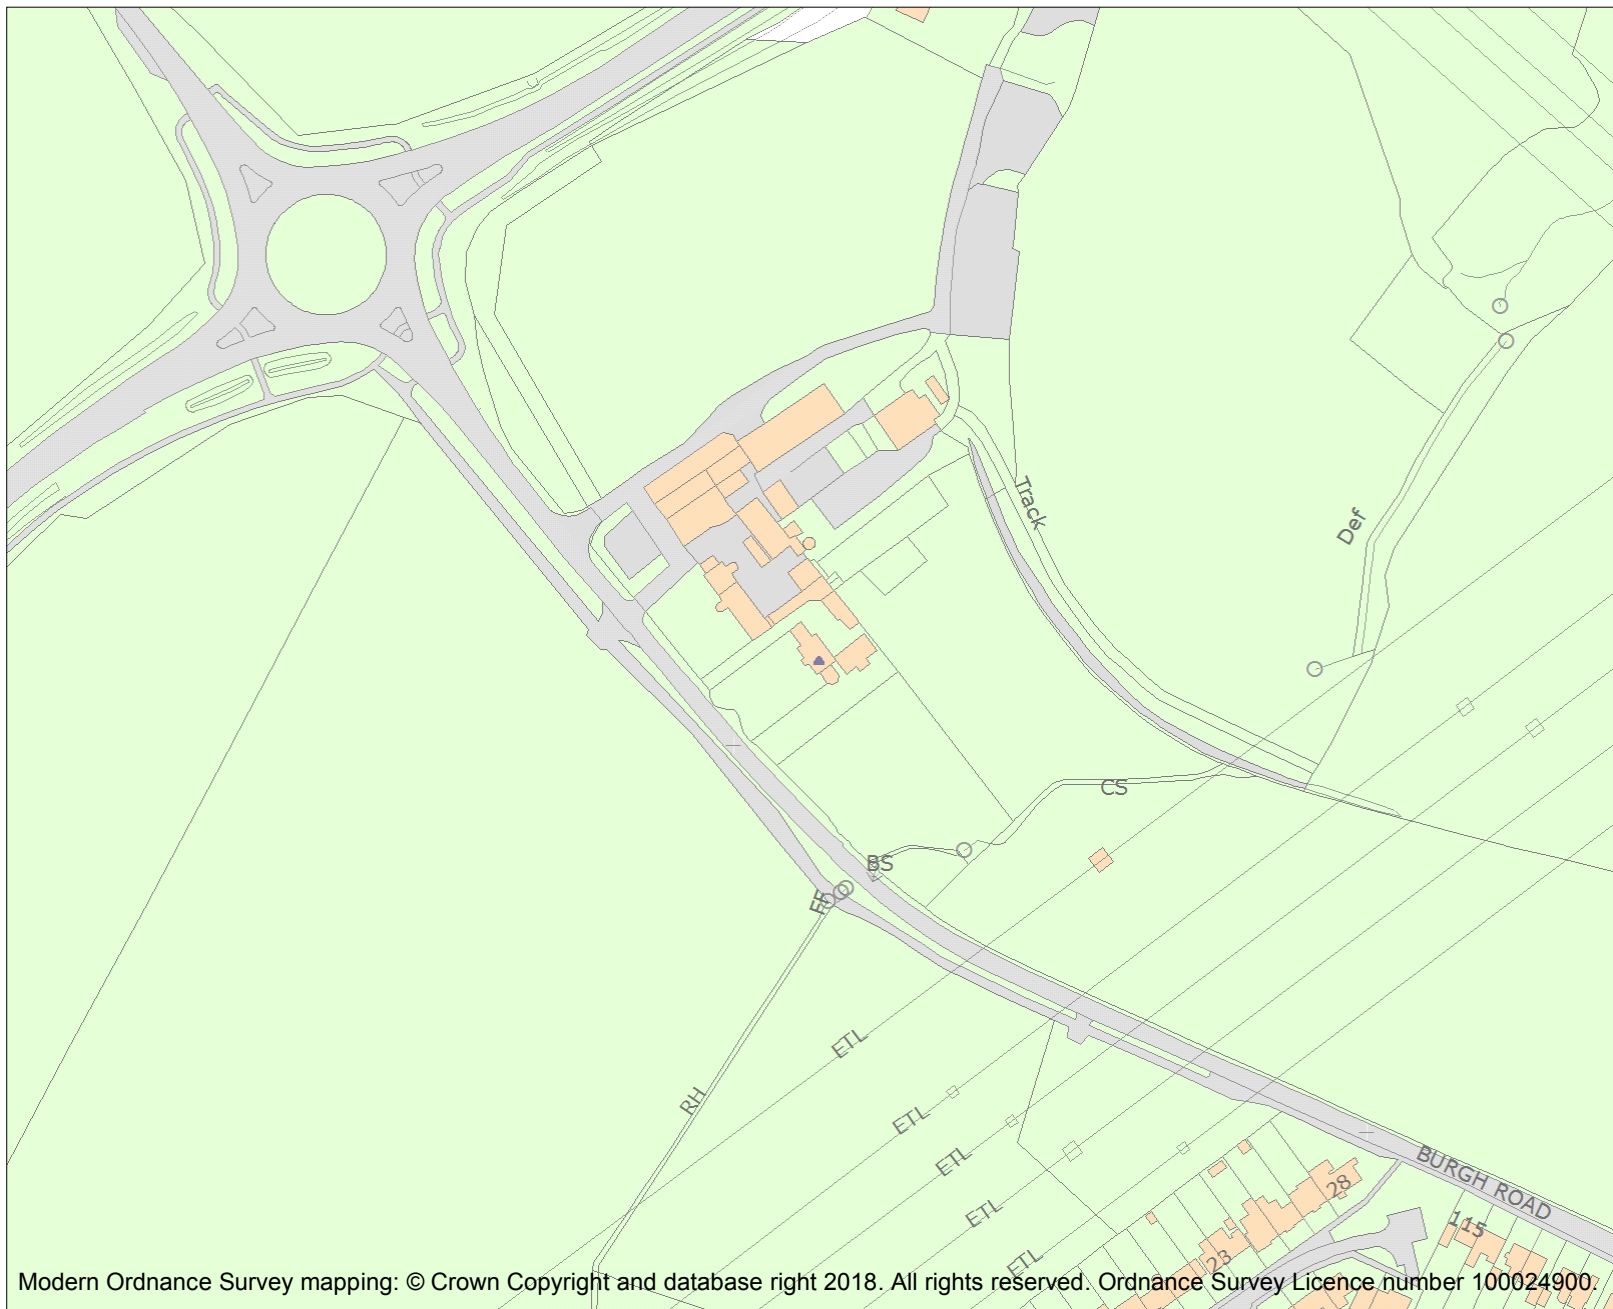 Track
Def
CS
BS
FF
ETL
RH
ETL
ETL
BURGH ROAD
28
ETL
115
ETL
23
Modern Ordnance Survey mapping: © Crown Copyright and database right 2018. All rights reserved. Ordnance Survey Licence number 100024900.